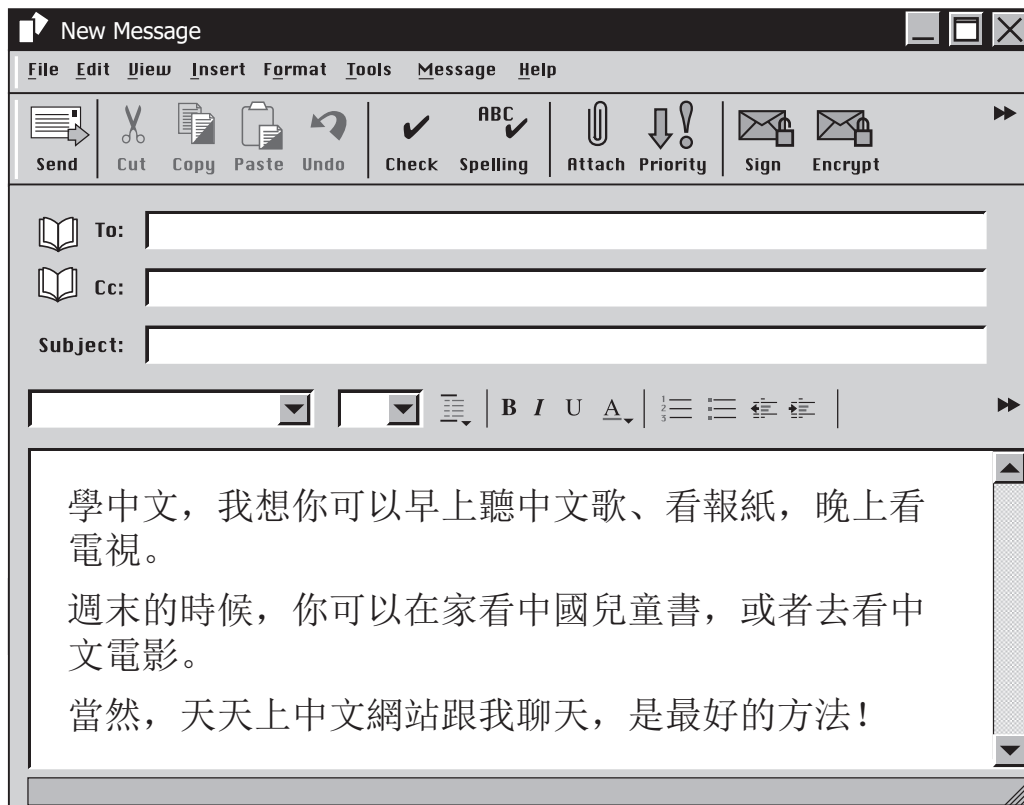 New Message
File Edit View Insert Format Tools Message Help
ABC
Send Cut Copy Paste Undo Check Spelling Attach Priority Sign Encrypt
To:
Cc:
Subject:
B I U A 1 2 3
學中文，我想你可以早上聽中文歌、看報紙，晚上看
電視。
週末的時候，你可以在家看中國兒童書，或者去看中
文電影。
當然，天天上中文網站跟我聊天，是最好的方法！